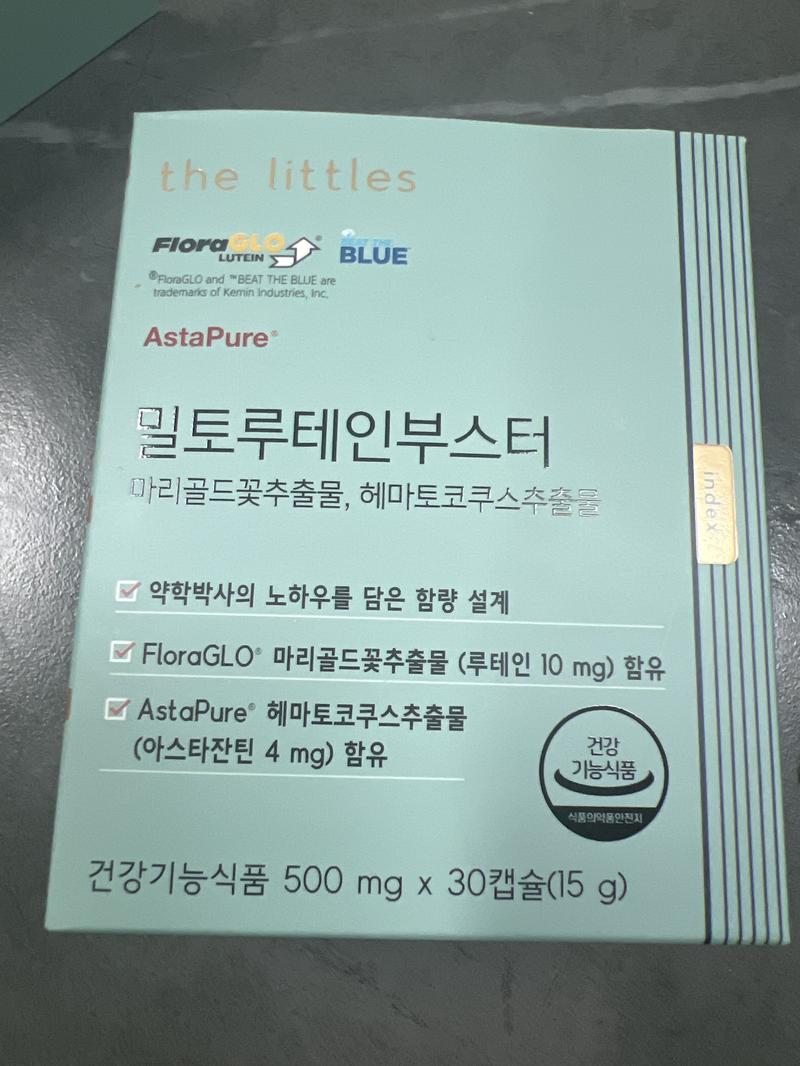 the littles
FloraGLO®
LUTEIN
BEAT THE
BLUE™
®FloraGLO and ™BEAT THE BLUE are
trademarks of Kemin Industries, Inc.
AstaPure®
밀토루테인부스터
마리골드꽃추출물, 헤마토코쿠스추출물
index
약학박사의 노하우를 담은 함량 설계
FloraGLO® 마리골드꽃추출물 (루테인 10 mg) 함유
AstaPure® 헤마토코쿠스추출물
(아스타잔틴 4 mg) 함유
건강
기능식품
식품의약품안전처
건강기능식품 500 mg x 30캡슐(15 g)